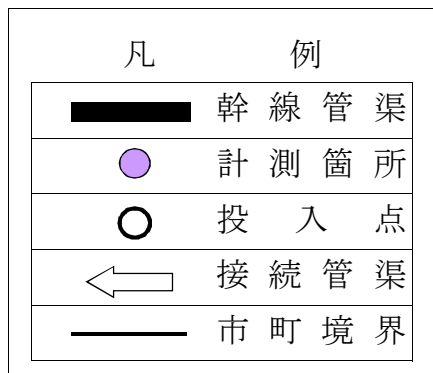 凡例
幹線管渠
計測箇所
投入点
接続管渠
市町境界